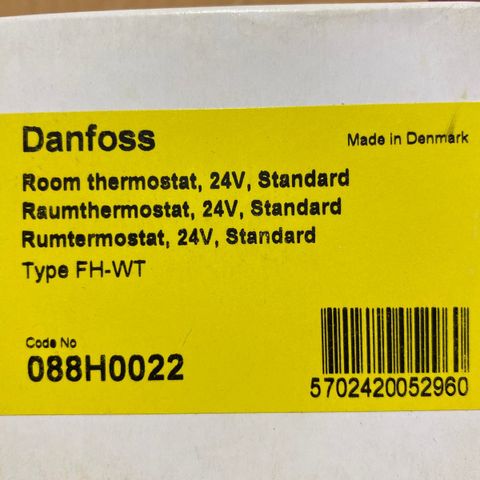 Danfoss
Made in Denmark
Room thermostat, 24V, Standard
Raumthermostat, 24V, Standard
Rumtermostat, 24V, Standard
Type FH-WT
Code No
088H0022
5702420052960